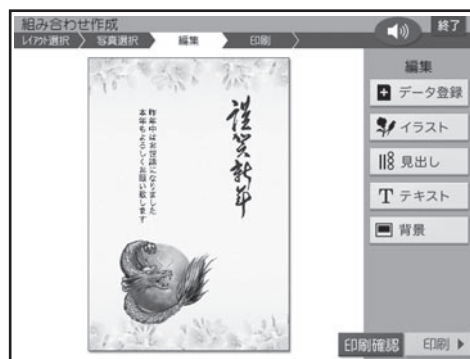 組み合わせ作成
終了
レイアウト選択
写真選択
編集
印刷
謹賀新年
昨年中はお世話になりました
本年もよろしくお願い致します
編集
データ登録
イラスト
見出し
テキスト
背景
印刷確認
印刷